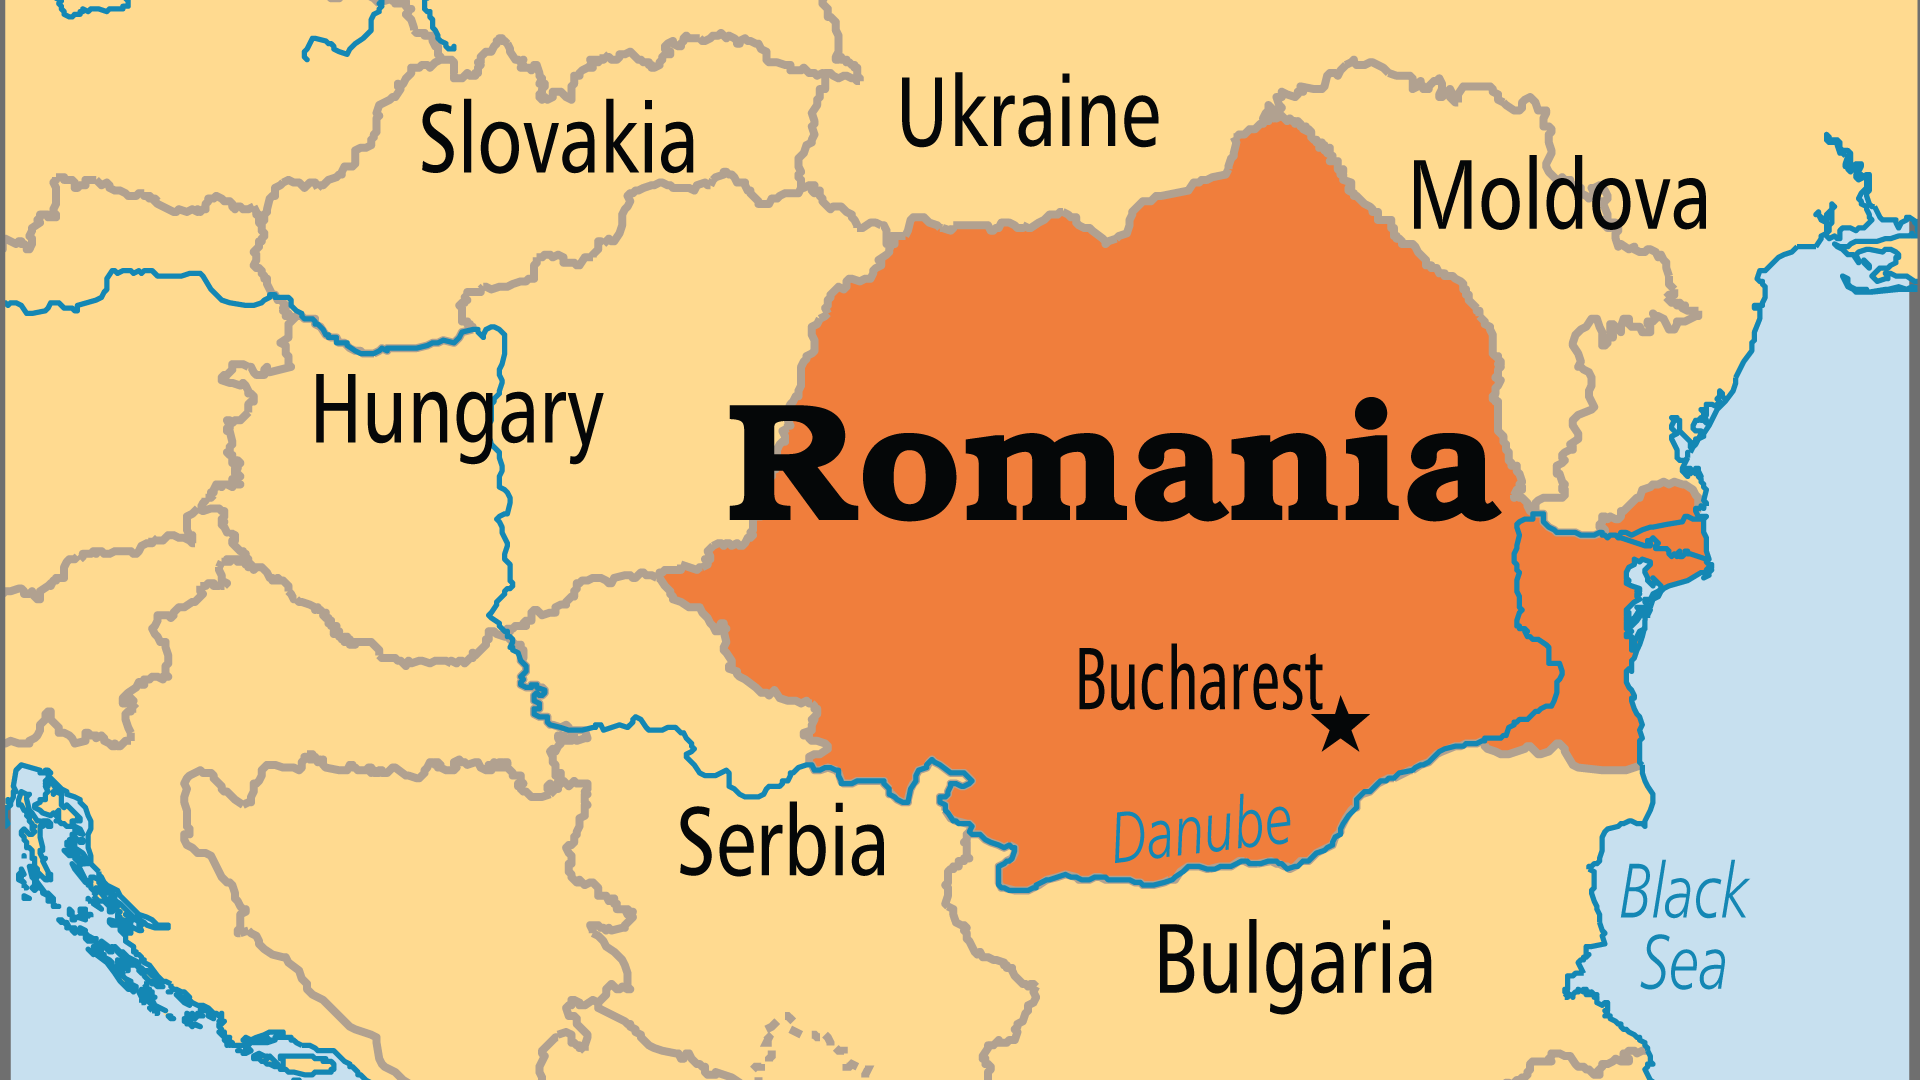 Ukraine
Slovakia
Moldova
Hungary
Romania
Bucharest
Danube
Serbia
Black
Sea
Bulgaria